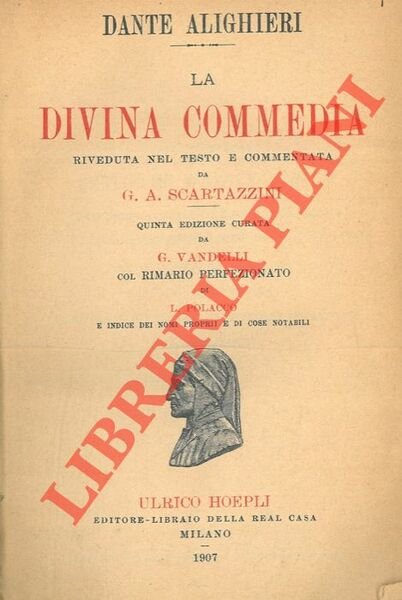 DANTE ALIGHIERI
LA
DIVINA COMMEDIA
RIVEDUTA NEL TESTO E COMMENTATA
DA
G. A. SCARTAZZINI
QUINTA EDIZIONE CURATA
DA
G. VANDELLI
COL RIMARIO PERFEZIONATO
DI
L. POLACCO
E INDICE DEI NOMI PROPRII E DI COSE NOTABILI
LIBRERIA PIANI
ULRICO HOEPLI
EDITORE-LIBRAIO DELLA REAL CASA
MILANO
1907